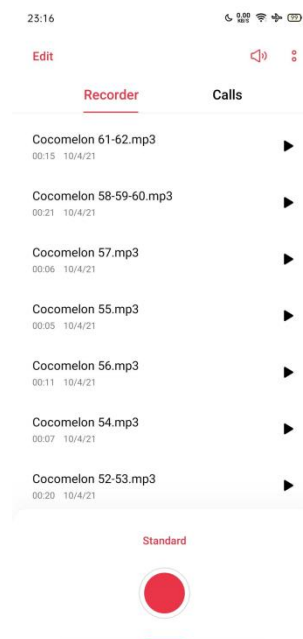 23:16
0.00 KB/S 99
Edit
Recorder Calls
Cocomelon 61-62.mp3
00:15 10/4/21
Cocomelon 58-59-60.mp3
00:21 10/4/21
Cocomelon 57.mp3
00:06 10/4/21
Cocomelon 55.mp3
00:05 10/4/21
Cocomelon 56.mp3
00:11 10/4/21
Cocomelon 54.mp3
00:07 10/4/21
Cocomelon 52-53.mp3
00:20 10/4/21
Standard